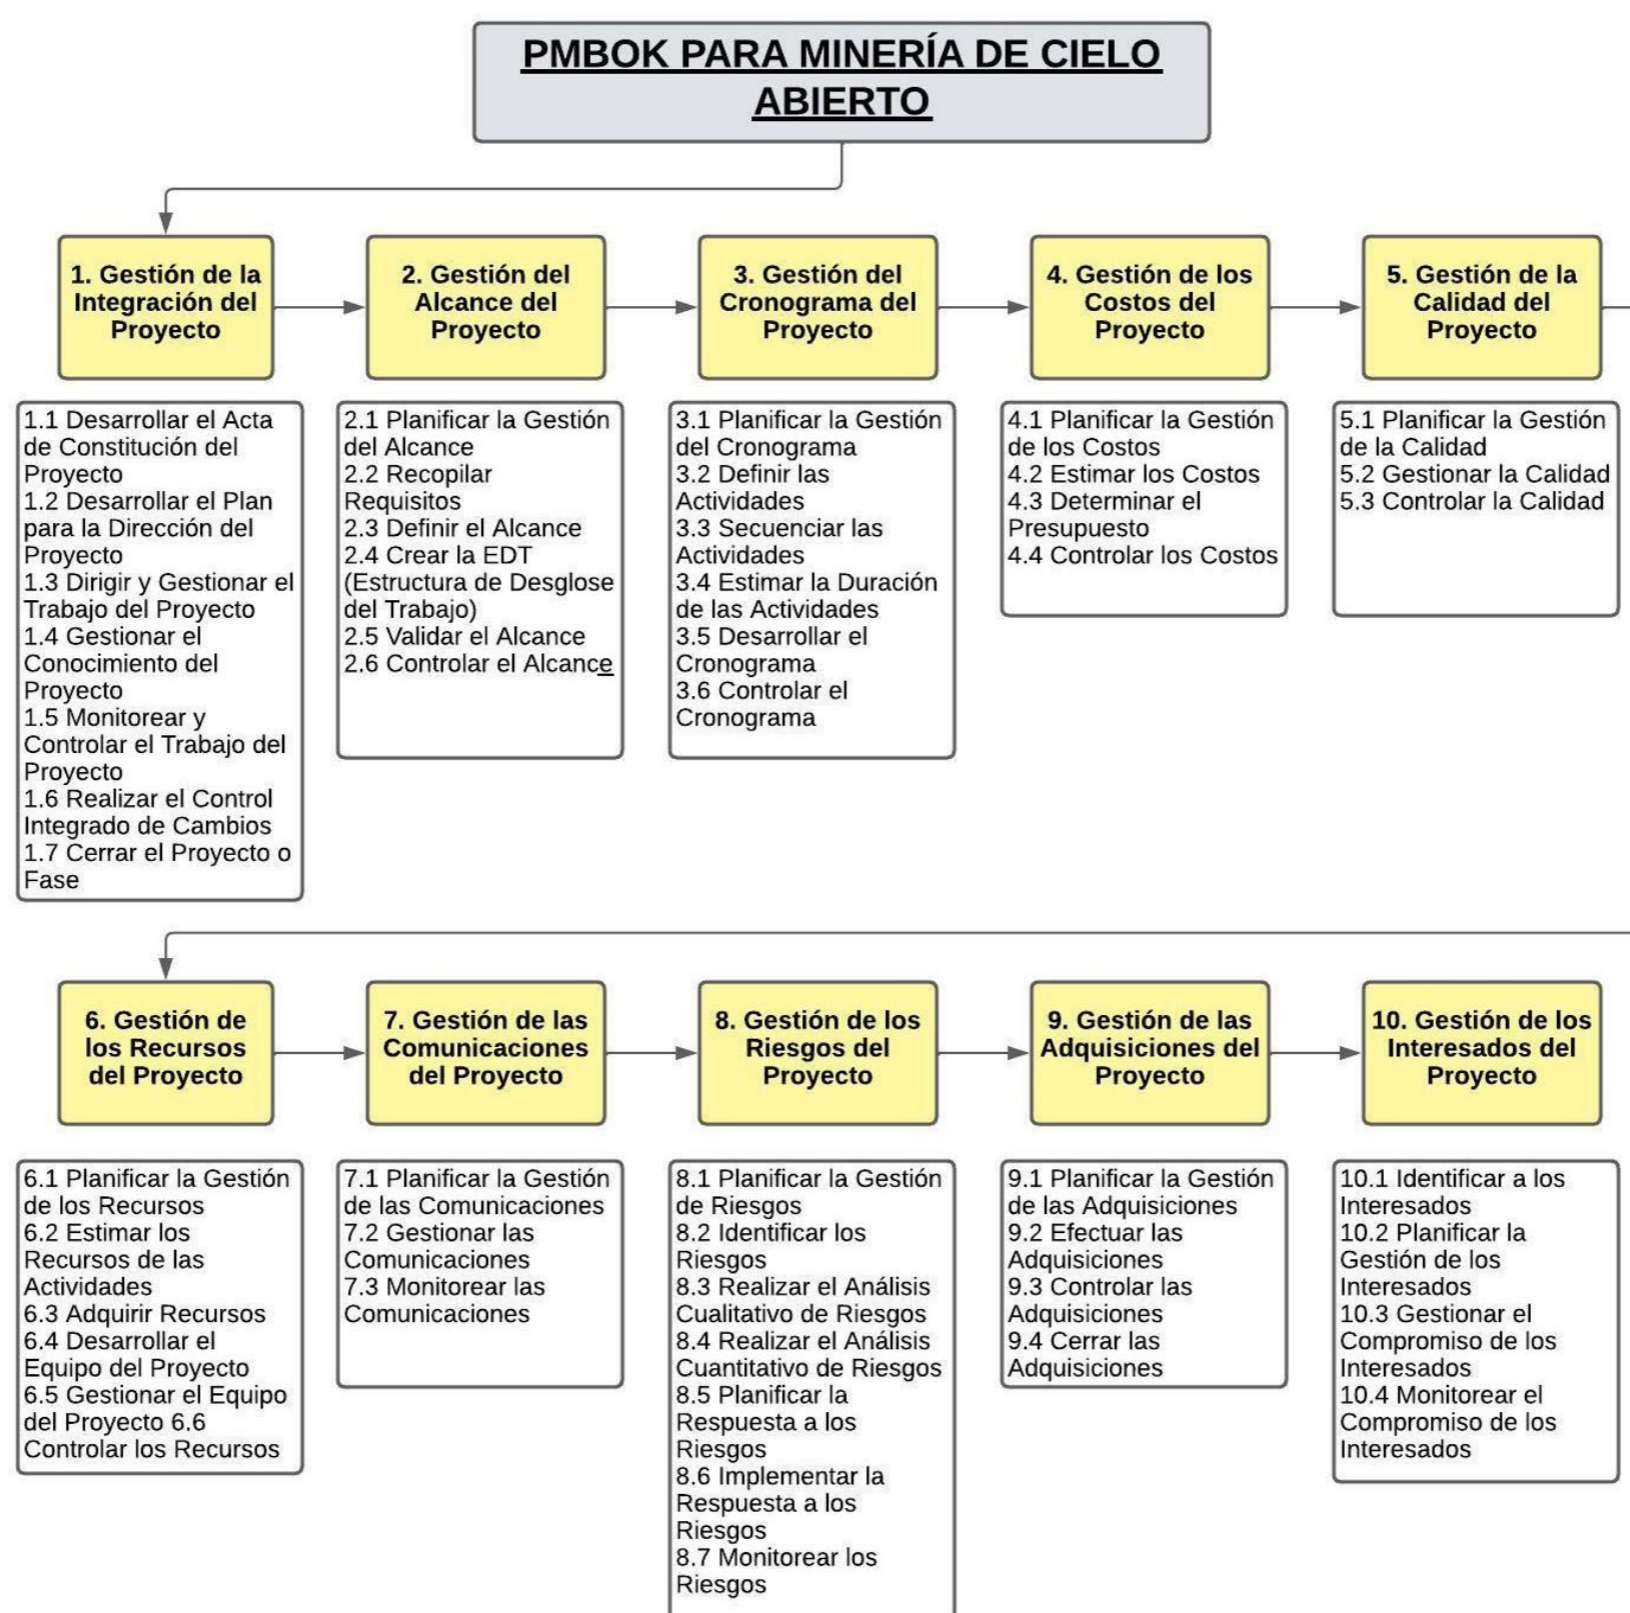 PMBOK PARA MINERÍA DE CIELO
ABIERTO
1. Gestión de la
Integración del
Proyecto
2. Gestión del
Alcance del
Proyecto
3. Gestión del
Cronograma del
Proyecto
4. Gestión de los
Costos del
Proyecto
5. Gestión de la
Calidad del
Proyecto
1.1 Desarrollar el Acta
de Constitución del
Proyecto
1.2 Desarrollar el Plan
para la Dirección del
Proyecto
1.3 Dirigir y Gestionar el
Trabajo del Proyecto
1.4 Gestionar el
Conocimiento del
Proyecto
1.5 Monitorear y
Controlar el Trabajo del
Proyecto
1.6 Realizar el Control
Integrado de Cambios
1.7 Cerrar el Proyecto o
Fase
2.1 Planificar la Gestión
del Alcance
2.2 Recopilar
Requisitos
2.3 Definir el Alcance
2.4 Crear la EDT
(Estructura de Desglose
del Trabajo)
2.5 Validar el Alcance
2.6 Controlar el Alcance
3.1 Planificar la Gestión
del Cronograma
3.2 Definir las
Actividades
3.3 Secuenciar las
Actividades
3.4 Estimar la Duración
de las Actividades
3.5 Desarrollar el
Cronograma
3.6 Controlar el
Cronograma
4.1 Planificar la Gestión
de los Costos
4.2 Estimar los Costos
4.3 Determinar el
Presupuesto
4.4 Controlar los Costos
5.1 Planificar la Gestión
de la Calidad
5.2 Gestionar la Calidad
5.3 Controlar la Calidad
6. Gestión de
los Recursos
del Proyecto
7. Gestión de las
Comunicaciones
del Proyecto
8. Gestión de los
Riesgos del
Proyecto
9. Gestión de las
Adquisiciones del
Proyecto
10. Gestión de los
Interesados del
Proyecto
6.1 Planificar la Gestión
de los Recursos
6.2 Estimar los
Recursos de las
Actividades
6.3 Adquirir Recursos
6.4 Desarrollar el
Equipo del Proyecto
6.5 Gestionar el Equipo
del Proyecto 6.6
Controlar los Recursos
7.1 Planificar la Gestión
de las Comunicaciones
7.2 Gestionar las
Comunicaciones
7.3 Monitorear las
Comunicaciones
8.1 Planificar la Gestión
de Riesgos
8.2 Identificar los
Riesgos
8.3 Realizar el Análisis
Cualitativo de Riesgos
8.4 Realizar el Análisis
Cuantitativo de Riesgos
8.5 Planificar la
Respuesta a los
Riesgos
8.6 Implementar la
Respuesta a los
Riesgos
8.7 Monitorear los
Riesgos
9.1 Planificar la Gestión
de las Adquisiciones
9.2 Efectuar las
Adquisiciones
9.3 Controlar las
Adquisiciones
9.4 Cerrar las
Adquisiciones
10.1 Identificar a los
Interesados
10.2 Planificar la
Gestión de los
Interesados
10.3 Gestionar el
Compromiso de los
Interesados
10.4 Monitorear el
Compromiso de los
Interesados